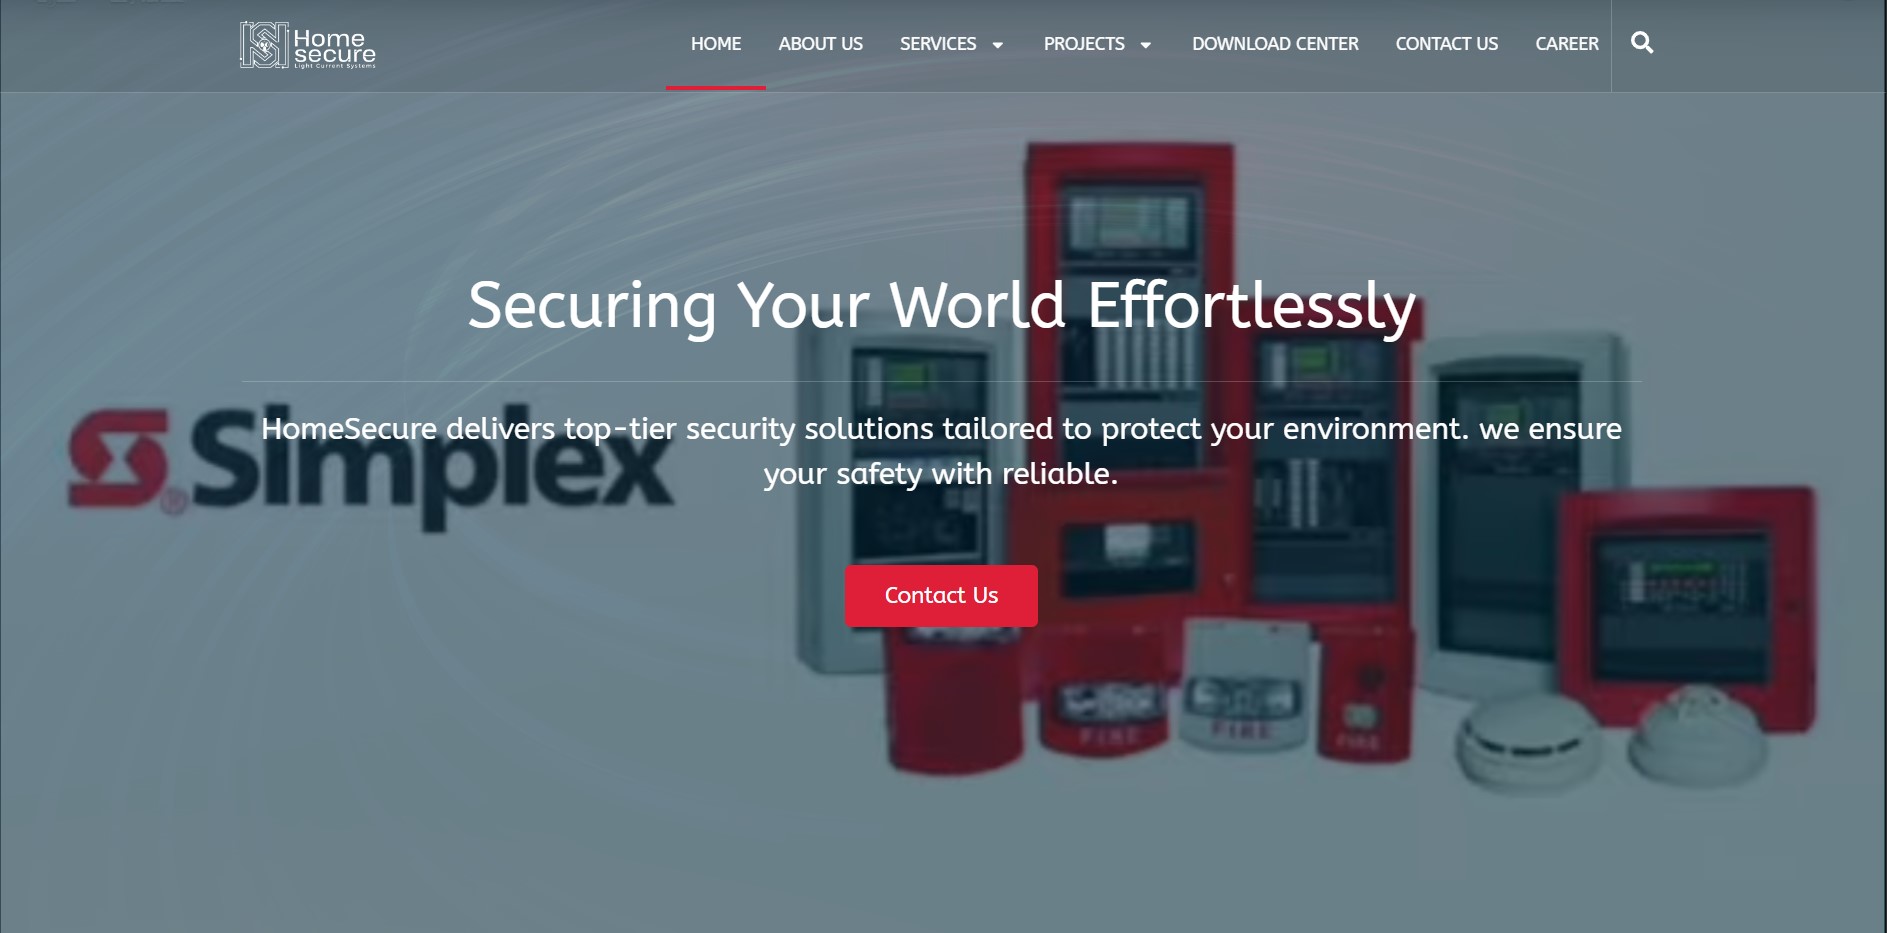 Home
secure
Light Current Systems
HOME ABOUT US SERVICES PROJECTS DOWNLOAD CENTER CONTACT US CAREER
Securing Your World Effortlessly
HomeSecure delivers top-tier security solutions tailored to protect your environment. we ensure
your safety with reliable.
Simplex
®
Contact Us
FIRE
FIRE
FIRE